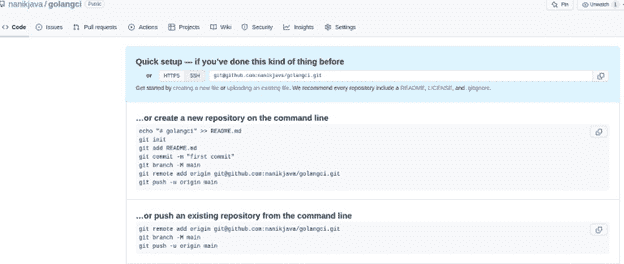 nanikjava / golangci Public
Pin
Unwatch 1
Code
Issues
Pull requests
Actions
Projects
Wiki
Security
Insights
Settings
Quick setup — if you've done this kind of thing before
or HTTPS SSH git@github.com:nanikjava/golangci.git
Get started by creating a new file or uploading an existing file. We recommend every repository include a README, LICENSE, and .gitignore.
...or create a new repository on the command line
echo "# golangci" >> README.md
git init
git add README.md
git commit -m "first commit"
git branch -M main
git remote add origin git@github.com:nanikjava/golangci.git
git push -u origin main
...or push an existing repository from the command line
git remote add origin git@github.com:nanikjava/golangci.git
git branch -M main
git push -u origin main